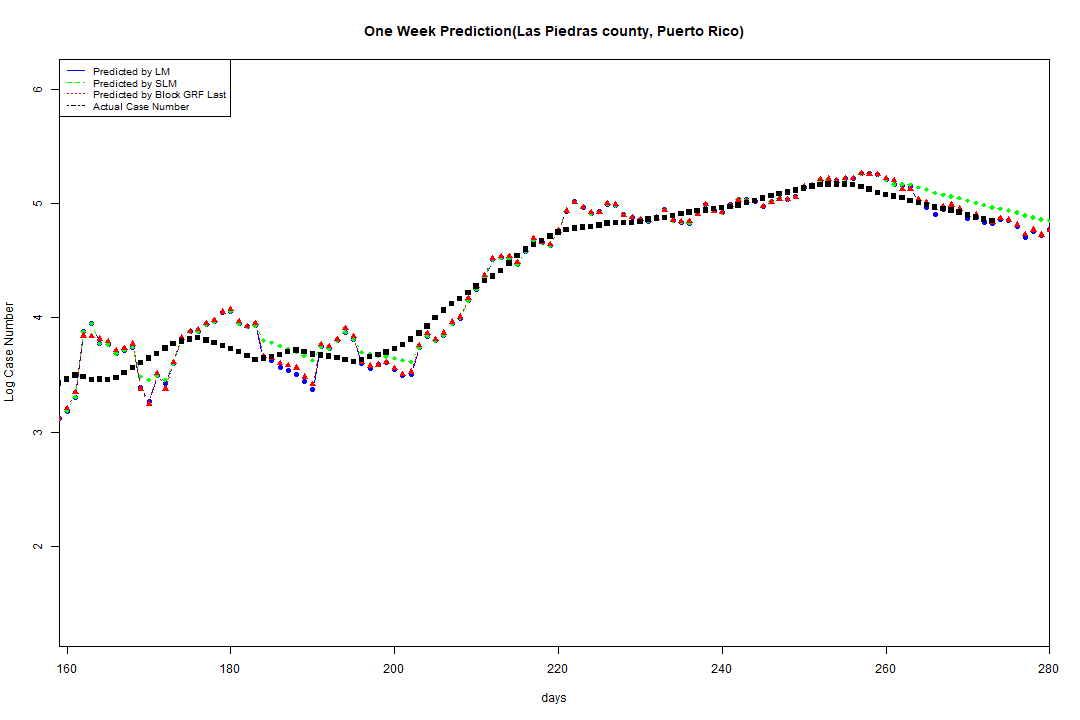 One Week Prediction(Las Piedras county, Puerto Rico)
Predicted by LM
Predicted by SLM
Predicted by Block GRF Last
Actual Case Number
6
5
4
3
2
Log Case Number
160 180 200 220 240 260 280
days